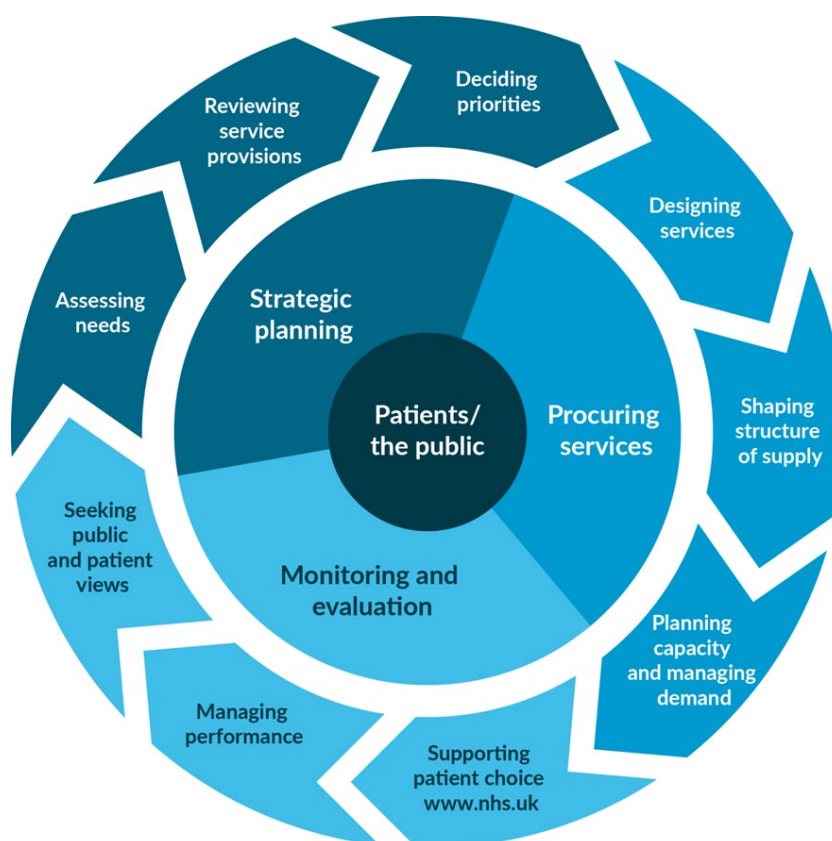 Deciding
priorities
Reviewing
service
provisions
Designing
services
Assessing
needs
Strategic
planning
Patients/
the public
Procuring
services
Shaping
structure
of supply
Seeking
public
and patient
views
Monitoring and
evaluation
Planning
capacity
and managing
demand
Managing
performance
Supporting
patient choice
www.nhs.uk